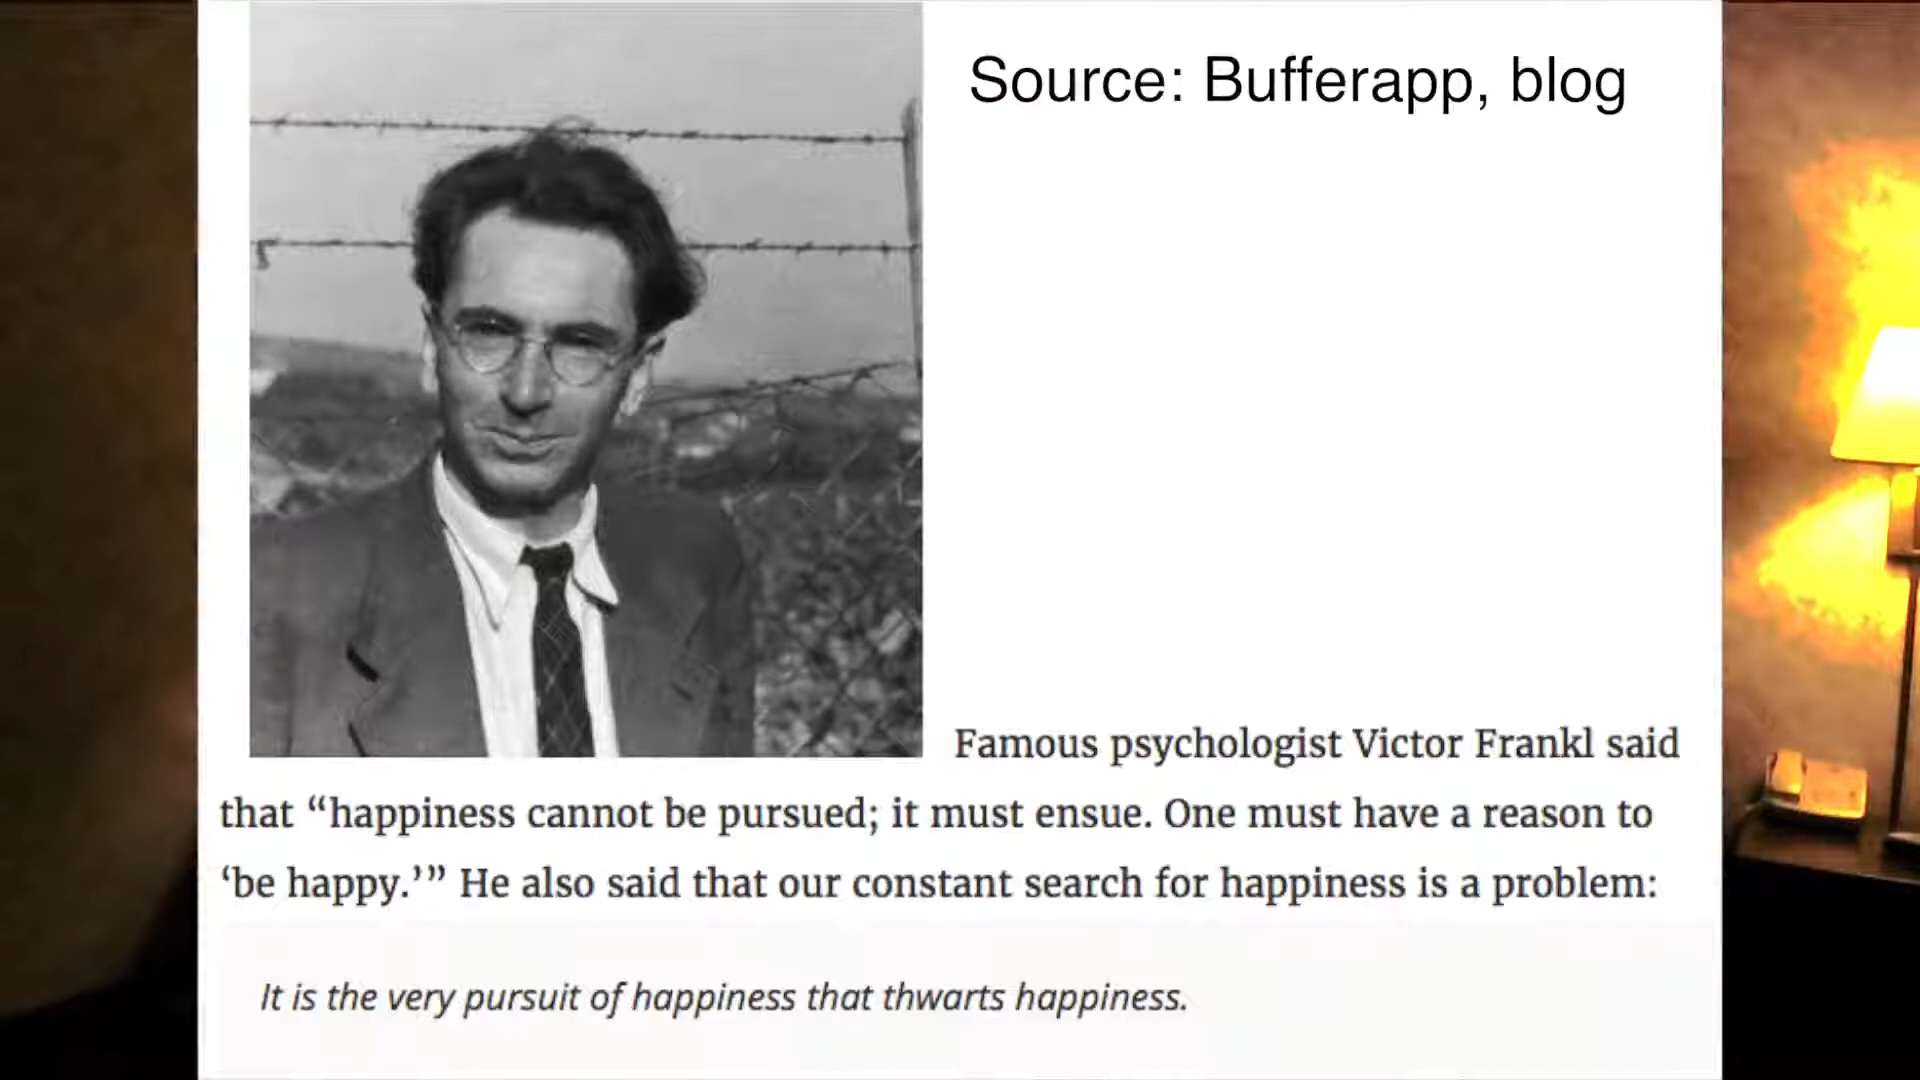 Source: Bufferapp, blog
Famous psychologist Victor Frankl said
that “happiness cannot be pursued; it must ensue. One must have a reason to
‘be happy.’” He also said that our constant search for happiness is a problem:
It is the very pursuit of happiness that thwarts happiness.